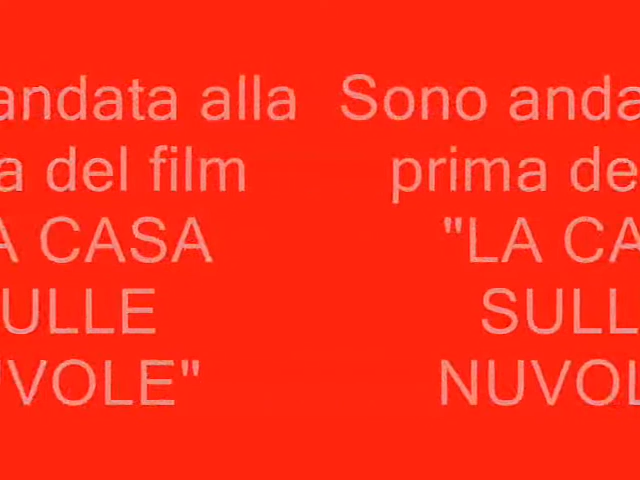 andata alla
a del film
A CASA
ULLE
VOLE"
Sono anda
prima de
"LA CA
SULL
NUVOL